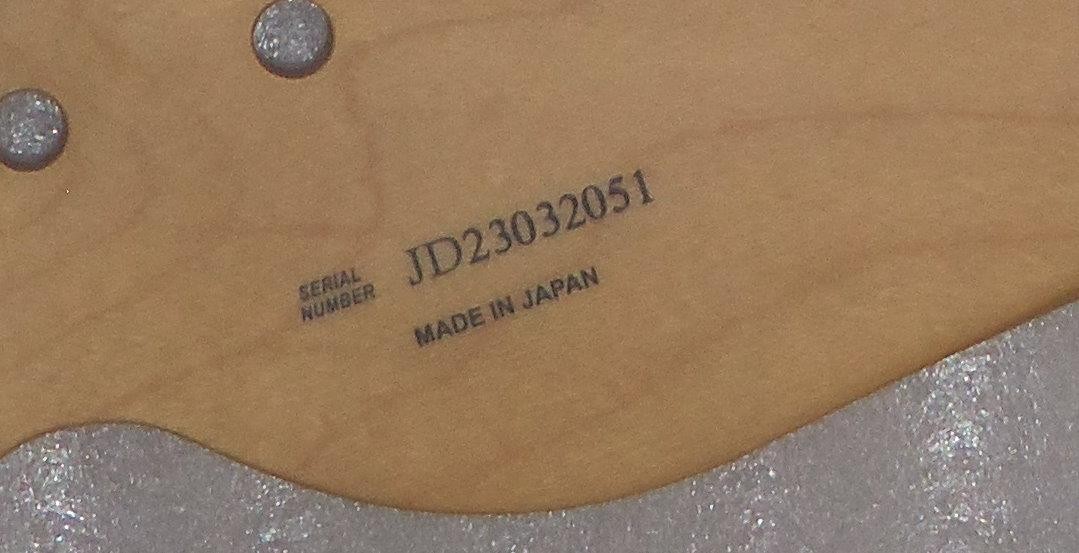 SERIAL
NUMBER
JD23032051
MADE IN JAPAN